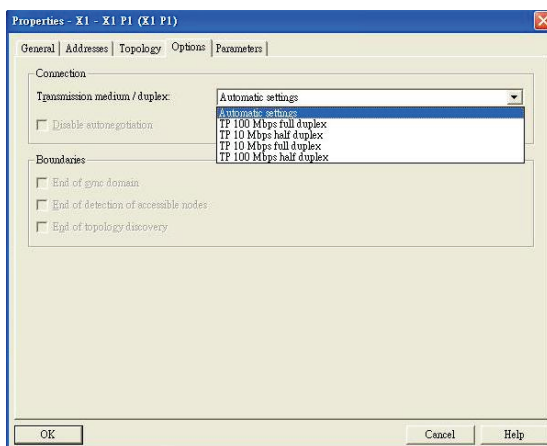 Properties - X1 - X1 P1 (X1 P1)
General Addresses Topology Options Parameters
Connection
Transmission medium / duplex: Automatic settings
Automatic settings
Disable autonegotiation TP 100 Mbps full duplex
TP 10 Mbps half duplex
TP 10 Mbps full duplex
TP 100 Mbps half duplex
Boundaries
End of sync domain
End of detection of accessible nodes
End of topology discovery
OK Cancel Help